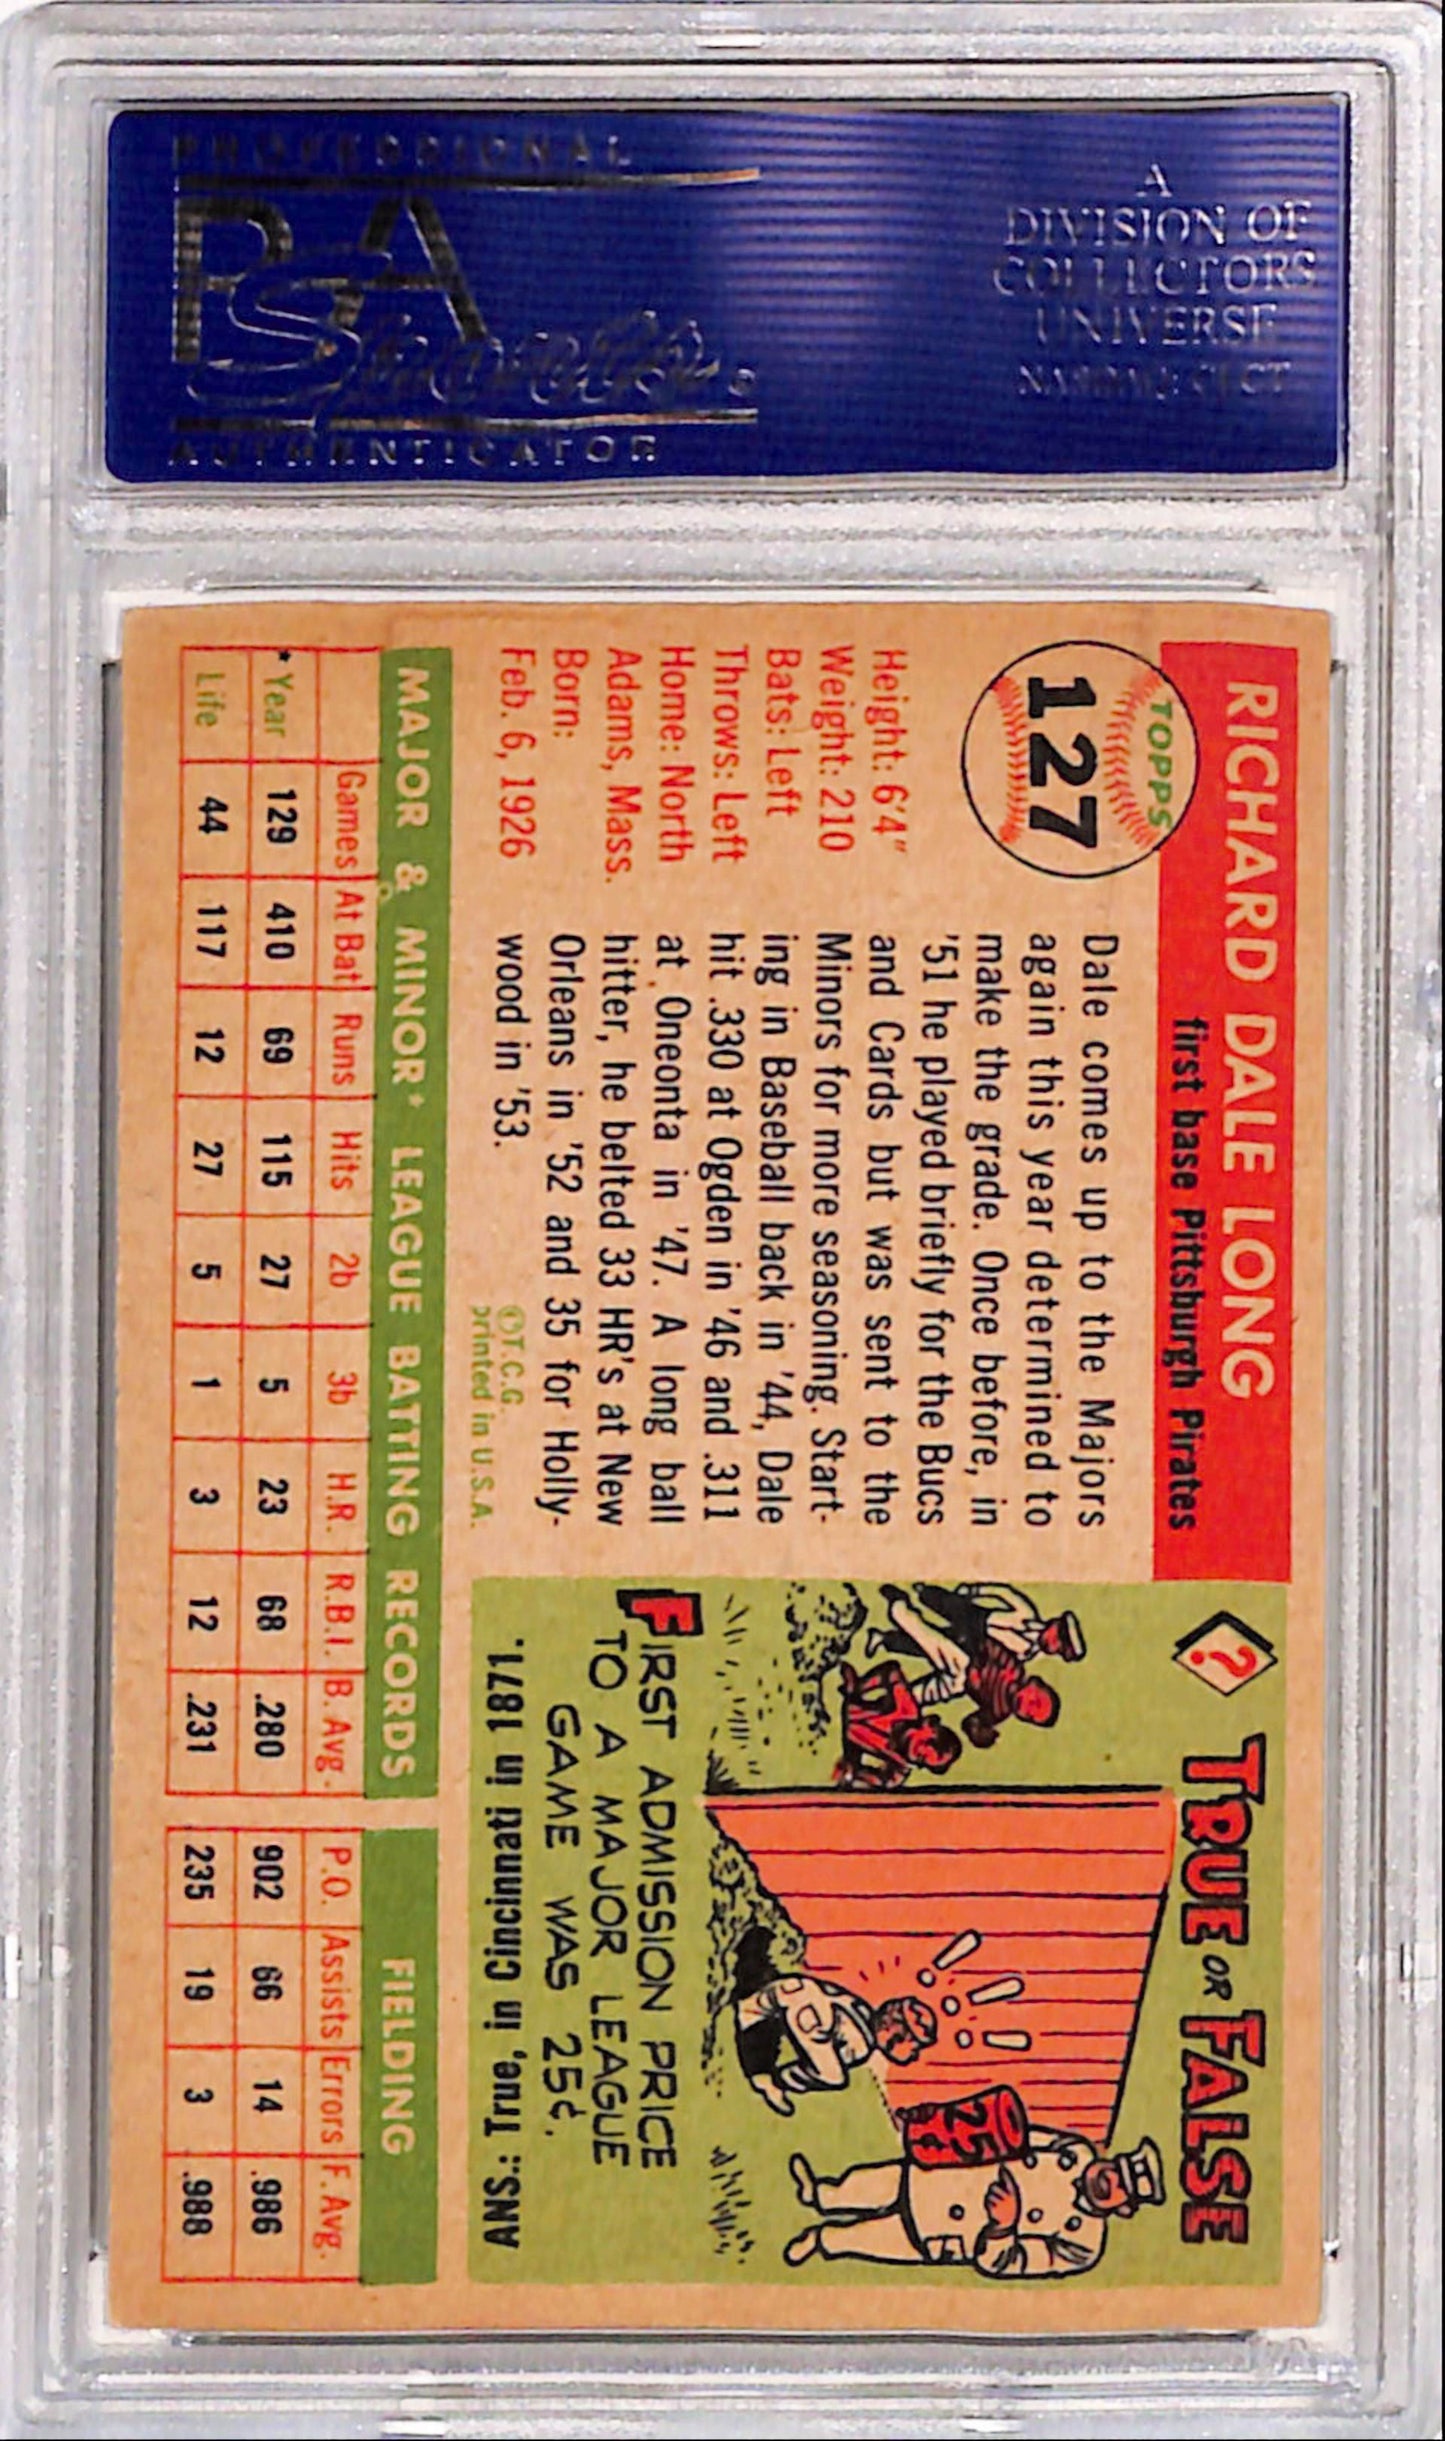 PROFESSIONAL
PSA
Sports
AUTHENTICATOR
A
DIVISION OF
COLLECTORS
UNIVERSE
NASDAQ: CLCT
RICHARD DALE LONG
first base Pittsburgh Pirates
TOPPS
127
Height: 6'4"
Weight: 210
Bats: Left
Throws: Left
Home: North
Adams, Mass.
Born:
Feb. 6, 1926
Dale comes up to the Majors
again this year determined to
make the grade. Once before, in
'51 he played briefly for the Bucs
and Cards but was sent to the
Minors for more seasoning. Start-
ing in Baseball back in '44, Dale
hit .330 at Ogden in '46 and .311
at Oneonta in '47. A long ball
hitter, he belted 33 HR's at New
Orleans in '52 and 35 for Holly-
wood in '53.
©T.C.G.
printed in U.S.A.
? TRUE OR FALSE
25¢
FIRST ADMISSION PRICE
TO A MAJOR LEAGUE
GAME WAS 25¢.
ANS.: True, in Cincinnati in 1871.
MAJOR & MINOR* LEAGUE BATTING RECORDS
Games At Bat Runs Hits 2b 3b H.R. R.B.I. B. Avg.
* Year 129 410 69 115 27 5 23 68 .280
Life 44 117 12 27 5 1 3 12 .231
FIELDING
P.O. Assists Errors F. Avg.
902 66 14 .986
235 19 3 .988